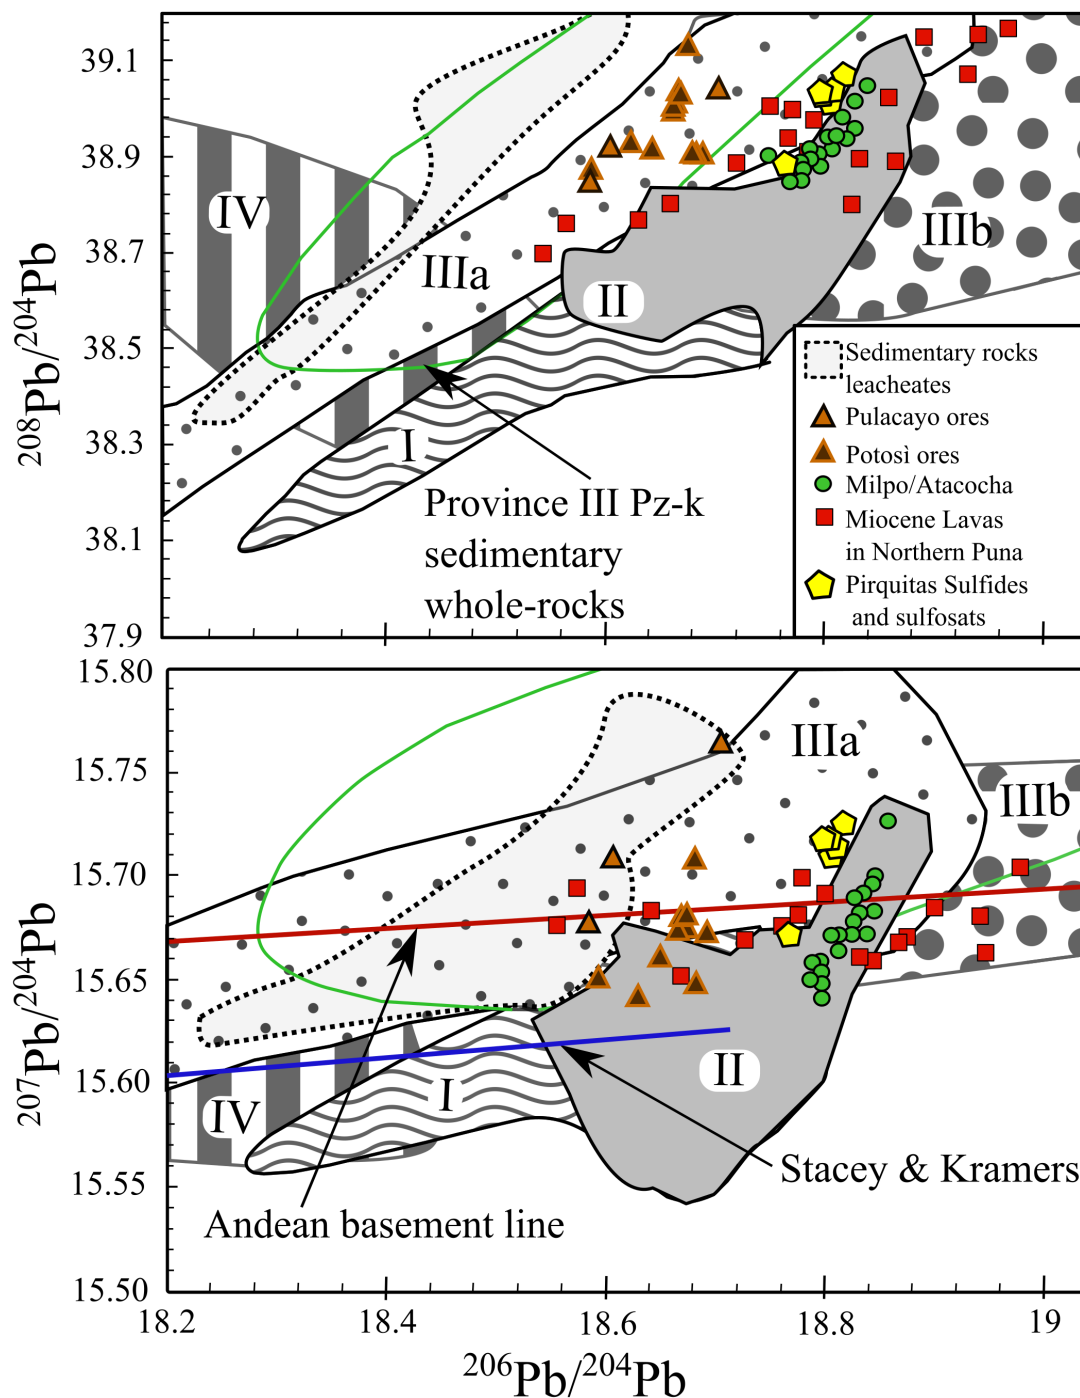 39.1
38.9
38.7
38.5
38.3
38.1
37.9
208Pb/204Pb
IV
IIIa
IIIb
II
I
Province III Pz-k
sedimentary
whole-rocks
Sedimentary rocks
leacheates
Pulacayo ores
Potosì ores
Milpo/Atacocha
Miocene Lavas
in Northern Puna
Pirquitas Sulfides
and sulfosats
15.80
15.75
15.70
15.65
15.60
15.55
15.50
207Pb/204Pb
IIIa
IIIb
II
I
IV
Stacey & Kramers
Andean basement line
18.2
18.4
18.6
18.8
19
206Pb/204Pb